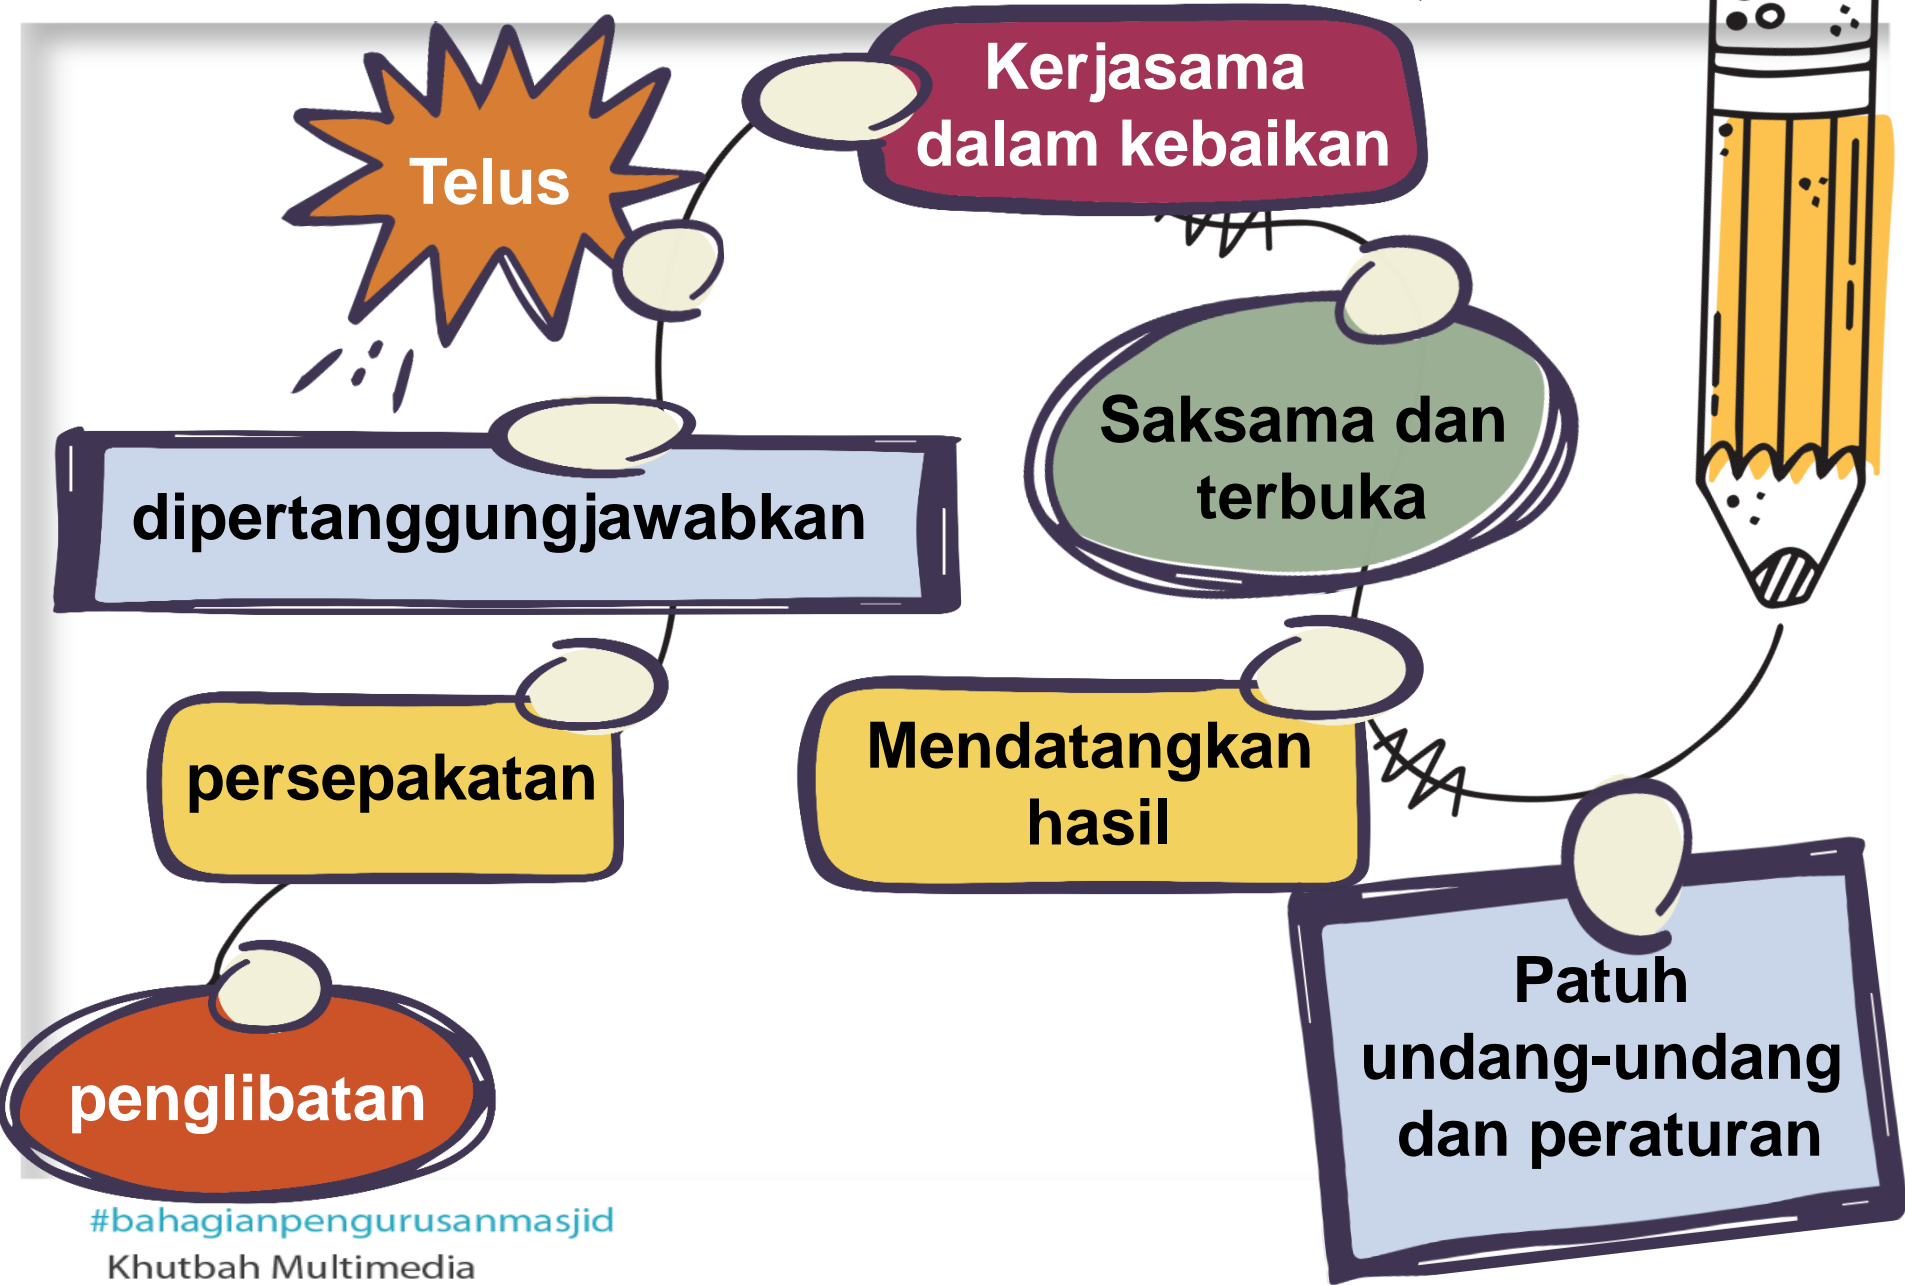 Kerjasama
dalam kebaikan
Telus
Saksama dan
terbuka
dipertanggungjawabkan
Mendatangkan
hasil
persepakatan
Patuh
undang-undang
dan peraturan
penglibatan
#bahagianpengurusanmasjid
Khutbah Multimedia